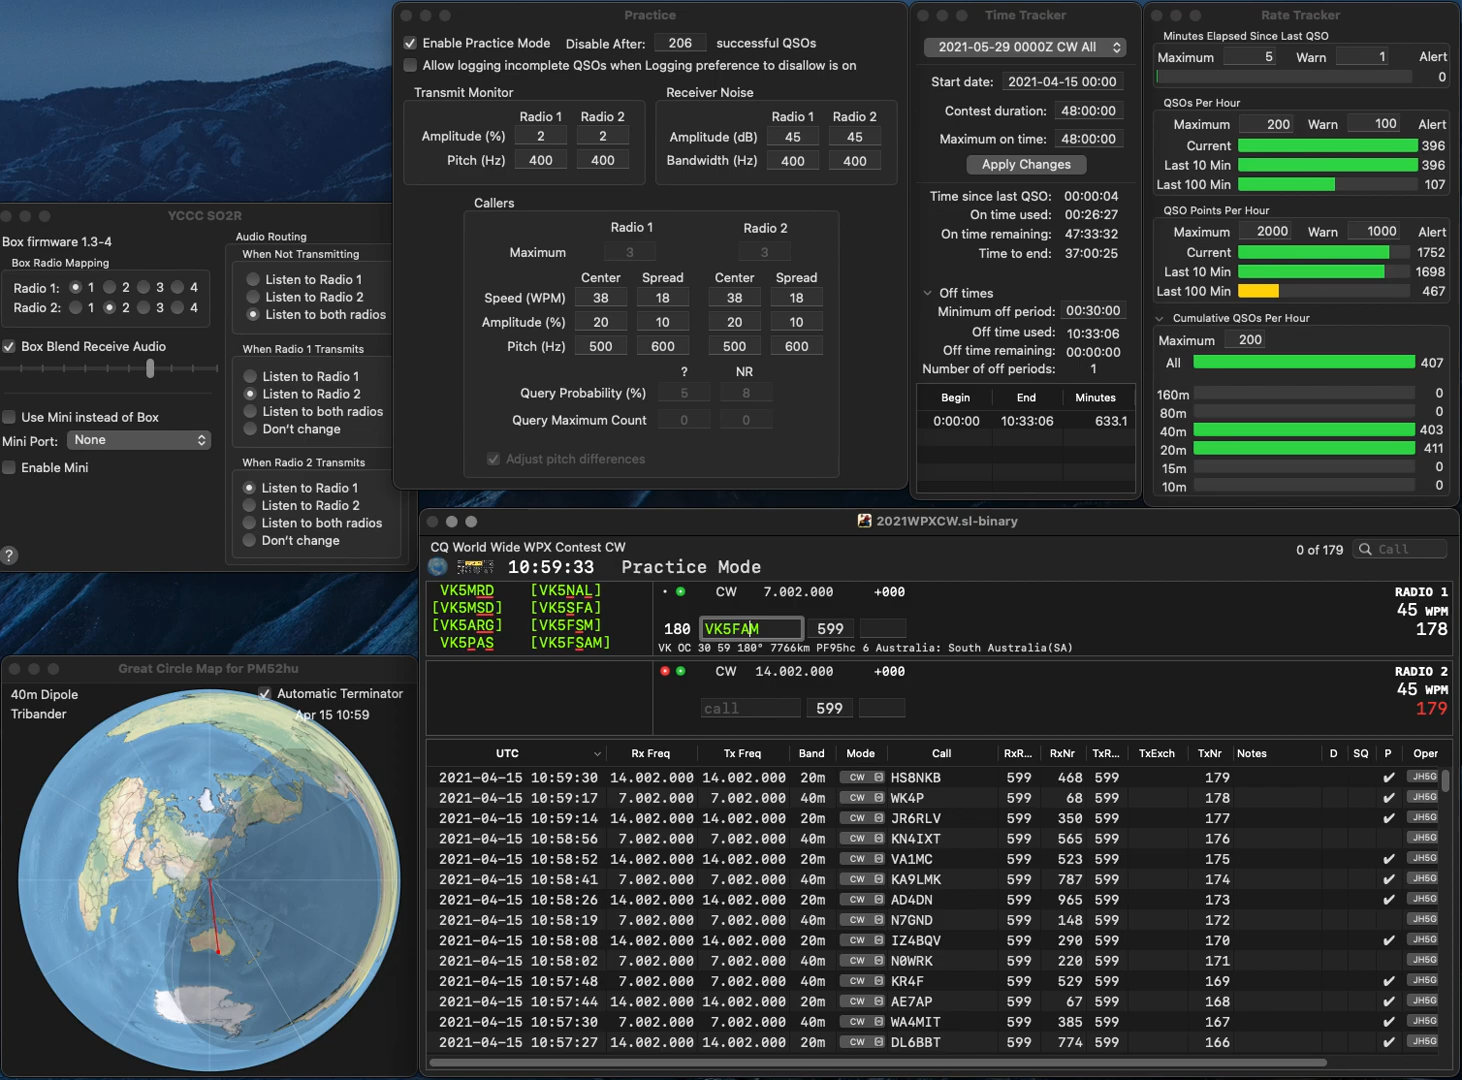 Practice
Enable Practice Mode Disable After: 206 successful QSOs
Allow logging incomplete QSOs when Logging preference to disallow is on
Transmit Monitor
Radio 1 Radio 2
Amplitude (%) 2 2
Pitch (Hz) 400 400
Receiver Noise
Radio 1 Radio 2
Amplitude (dB) 45 45
Bandwidth (Hz) 400 400
Callers
Radio 1 Radio 2
Maximum 3 3
Center Spread Center Spread
Speed (WPM) 38 18 38 18
Amplitude (%) 20 10 20 10
Pitch (Hz) 500 600 500 600
? NR
Query Probability (%) 5 8
Query Maximum Count 0 0
Adjust pitch differences
Time Tracker
2021-05-29 0000Z CW All
Start date: 2021-04-15 00:00
Contest duration: 48:00:00
Maximum on time: 48:00:00
Apply Changes
Time since last QSO: 00:00:04
On time used: 00:26:27
On time remaining: 47:33:32
Time to end: 37:00:25
Off times
Minimum off period: 00:30:00
Off time used: 10:33:06
Off time remaining: 00:00:00
Number of off periods: 1
Begin End Minutes
0:00:00 10:33:06 633.1
Rate Tracker
Minutes Elapsed Since Last QSO
Maximum 5 Warn 1 Alert
0
QSOs Per Hour
Maximum 200 Warn 100 Alert
Current 396
Last 10 Min 396
Last 100 Min 107
QSO Points Per Hour
Maximum 2000 Warn 1000 Alert
Current 1752
Last 10 Min 1698
Last 100 Min 467
Cumulative QSOs Per Hour
Maximum 200
All 407
160m 0
80m 0
40m 403
20m 411
15m 0
10m 0
YCCC SO2R
Box firmware 1.3-4
Box Radio Mapping
Radio 1: 1 2 3 4
Radio 2: 1 2 3 4
Box Blend Receive Audio
Use Mini instead of Box
Mini Port: None
Enable Mini
?
Audio Routing
When Not Transmitting
Listen to Radio 1
Listen to Radio 2
Listen to both radios
When Radio 1 Transmits
Listen to Radio 1
Listen to Radio 2
Listen to both radios
Don't change
When Radio 2 Transmits
Listen to Radio 1
Listen to Radio 2
Listen to both radios
Don't change
Great Circle Map for PM52hu
40m Dipole
Tribander
Automatic Terminator
Apr 15 10:59
2021WPXCW.sl-binary
CQ World Wide WPX Contest CW
10:59:33 Practice Mode
0 of 179 Call
VK5MRD [VK5NAL]
[VK5MSD] [VK5SFA]
[VK5ARG] [VK5FSM]
VK5PAS [VK5FSAM]
CW 7.002.000 +000
180 VK5FAM 599
VK OC 30 59 180° 7766km PF95hc 6 Australia: South Australia(SA)
RADIO 1
45 WPM
178
CW 14.002.000 +000
call 599
RADIO 2
45 WPM
179
UTC Rx Freq Tx Freq Band Mode Call RxR... RxNr TxR... TxExch TxNr Notes D SQ P Oper
2021-04-15 10:59:30 14.002.000 14.002.000 20m CW HS8NKB 599 468 599 179 ✔ JH5G
2021-04-15 10:59:17 7.002.000 7.002.000 40m CW WK4P 599 68 599 178 ✔ JH5G
2021-04-15 10:59:14 14.002.000 14.002.000 20m CW JR6RLV 599 350 599 177 ✔ JH5G
2021-04-15 10:58:56 7.002.000 7.002.000 40m CW KN4IXT 599 565 599 176 JH5G
2021-04-15 10:58:52 14.002.000 14.002.000 20m CW VA1MC 599 523 599 175 ✔ JH5G
2021-04-15 10:58:41 7.002.000 7.002.000 40m CW KA9LMK 599 787 599 174 ✔ JH5G
2021-04-15 10:58:26 14.002.000 14.002.000 20m CW AD4DN 599 965 599 173 ✔ JH5G
2021-04-15 10:58:19 7.002.000 7.002.000 40m CW N7GND 599 148 599 172 JH5G
2021-04-15 10:58:08 14.002.000 14.002.000 20m CW IZ4BQV 599 290 599 170 ✔ JH5G
2021-04-15 10:58:02 7.002.000 7.002.000 40m CW N0WRK 599 220 599 171 JH5G
2021-04-15 10:57:48 7.002.000 7.002.000 40m CW KR4F 599 529 599 169 ✔ JH5G
2021-04-15 10:57:44 14.002.000 14.002.000 20m CW AE7AP 599 67 599 168 ✔ JH5G
2021-04-15 10:57:30 7.002.000 7.002.000 40m CW WA4MIT 599 385 599 167 ✔ JH5G
2021-04-15 10:57:27 14.002.000 14.002.000 20m CW DL6BBT 599 774 599 166 ✔ JH5G